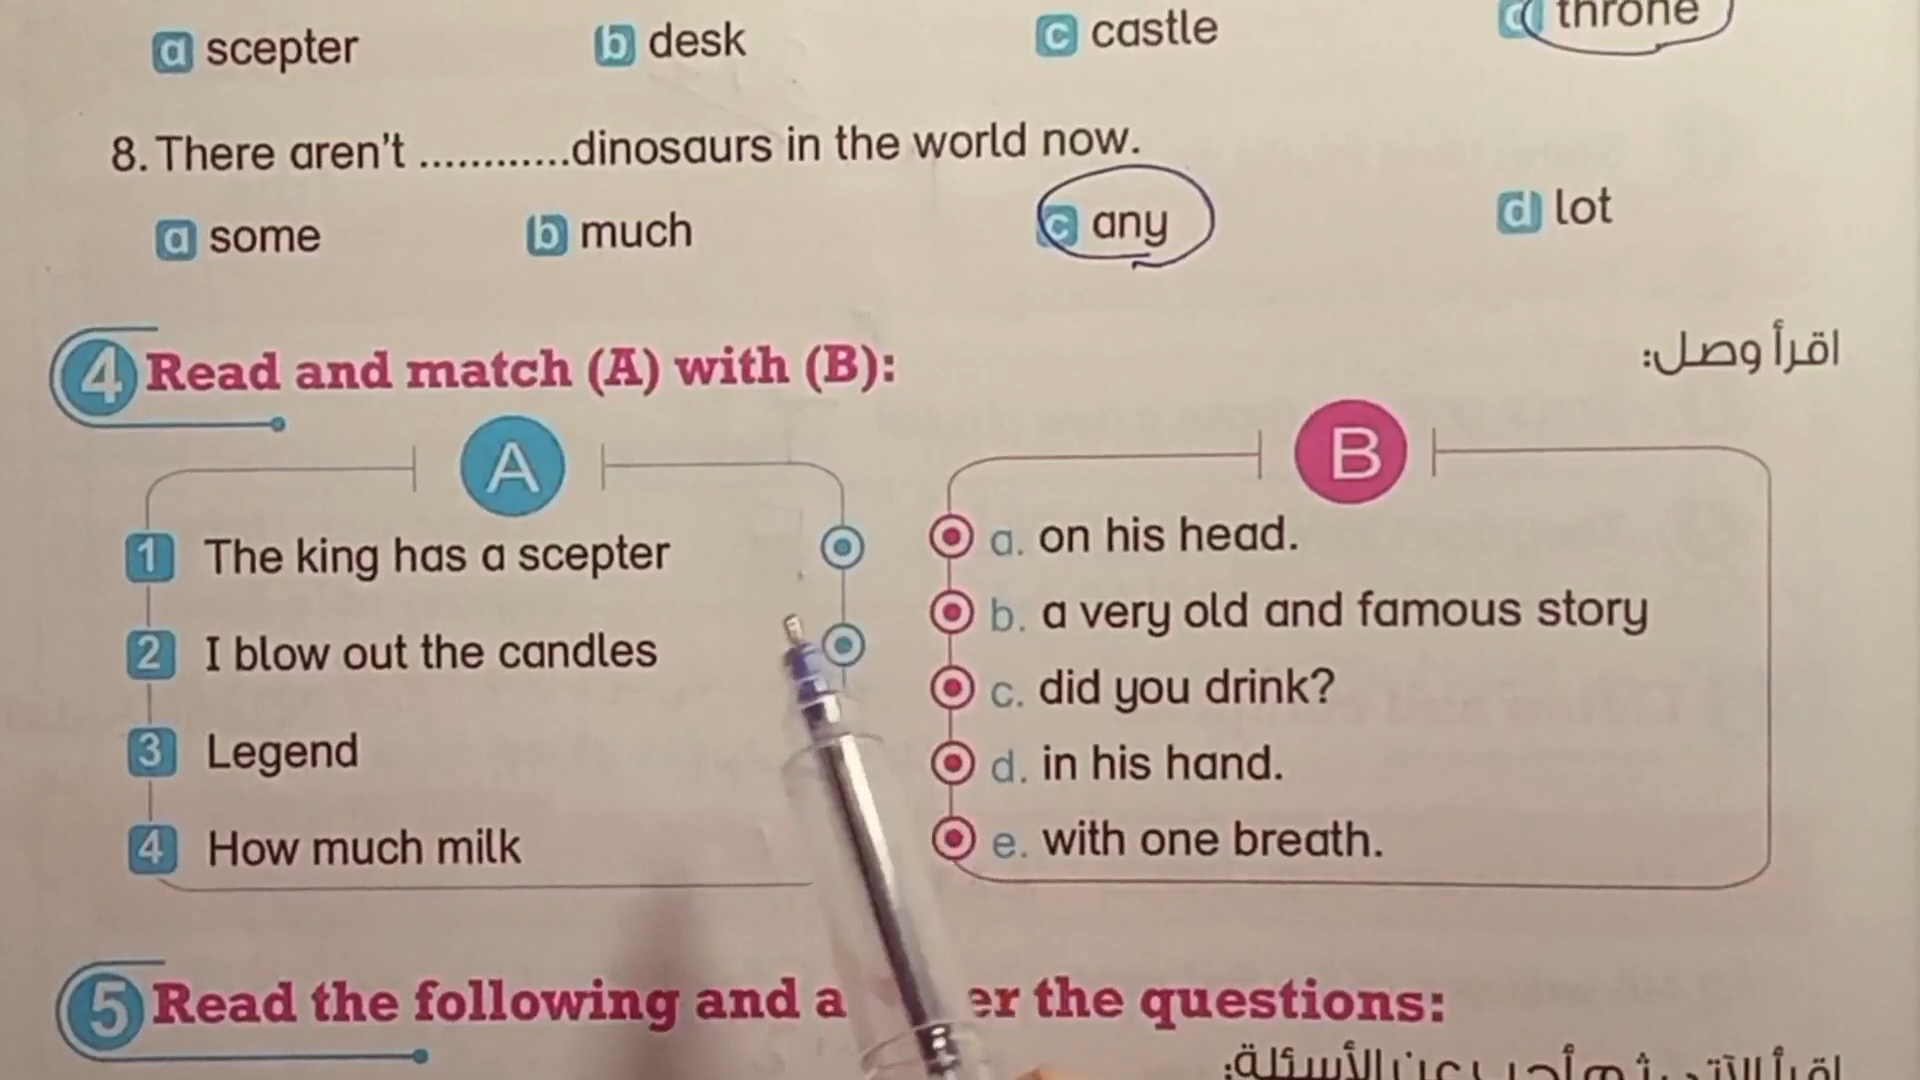 a scepter b desk c castle d throne
8. There aren't ............dinosaurs in the world now.
a some b much c any d lot
4 Read and match (A) with (B): اقرأ وصل:
A B
1 The king has a scepter a. on his head.
2 I blow out the candles b. a very old and famous story
3 Legend c. did you drink?
4 How much milk d. in his hand.
e. with one breath.
5 Read the following and a er the questions:
الأسئلة: